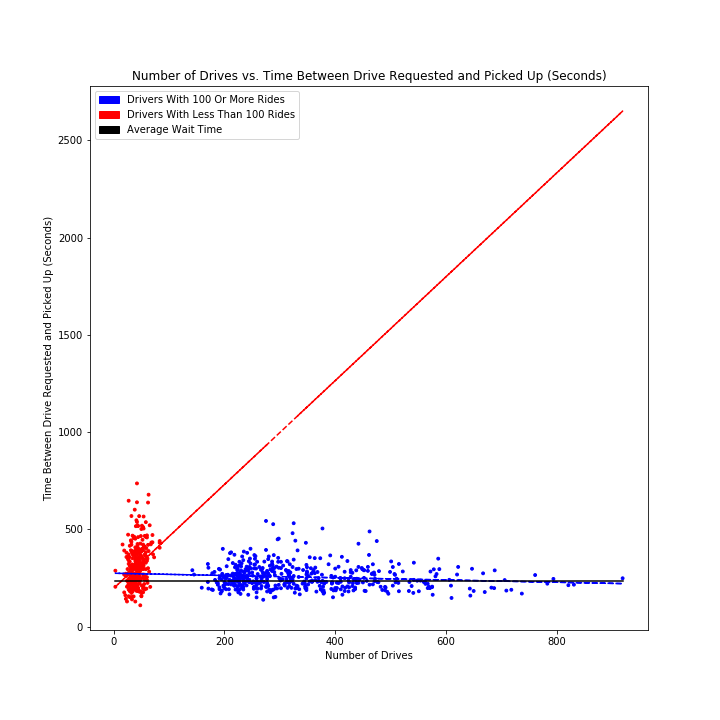 Number of Drives vs. Time Between Drive Requested and Picked Up (Seconds)
Drivers With 100 Or More Rides
Drivers With Less Than 100 Rides
Average Wait Time
Time Between Drive Requested and Picked Up (Seconds)
2500
2000
1500
1000
500
0
0 200 400 600 800
Number of Drives